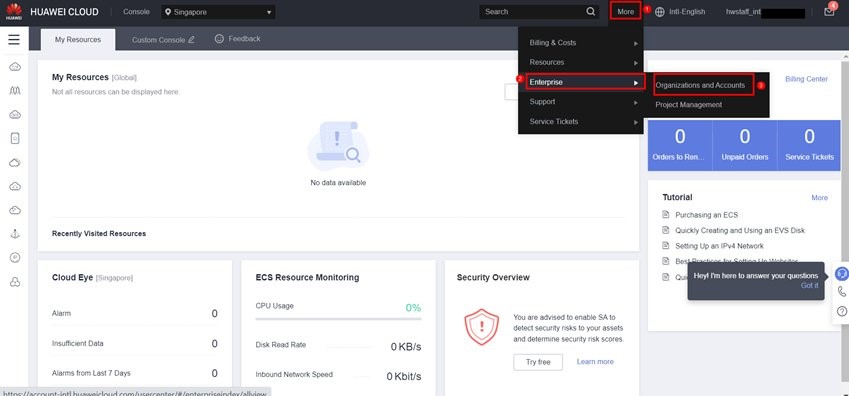 HUAWEI
HUAWEI CLOUD
Console
Singapore
Search
More
1
Intl-English
hwstaff_int
4
My Resources
Custom Console
Feedback
Billing & Costs
Resources
2
Enterprise
Support
Service Tickets
Organizations and Accounts
3
Project Management
My Resources [Global]
Not all resources can be displayed here.
No data available
Recently Visited Resources
Billing Center
0
Orders to Ren...
0
Unpaid Orders
0
Service Tickets
Tutorial
More
Purchasing an ECS
Quickly Creating and Using an EVS Disk
Setting Up an IPv4 Network
Best Practices for Setting Up Websites
Hey! I'm here to answer your questions
Got it
Cloud Eye [Singapore]
Alarm 0
Insufficient Data 0
Alarms from Last 7 Days 0
ECS Resource Monitoring
CPU Usage 0%
Disk Read Rate 0 KB/s
Inbound Network Speed 0 Kbit/s
Security Overview
You are advised to enable SA to
detect security risks to your assets
and determine security risk scores.
Try free
Learn more
https://account-intl.huaweicloud.com/usercenter/#/enterpriseindex/allview